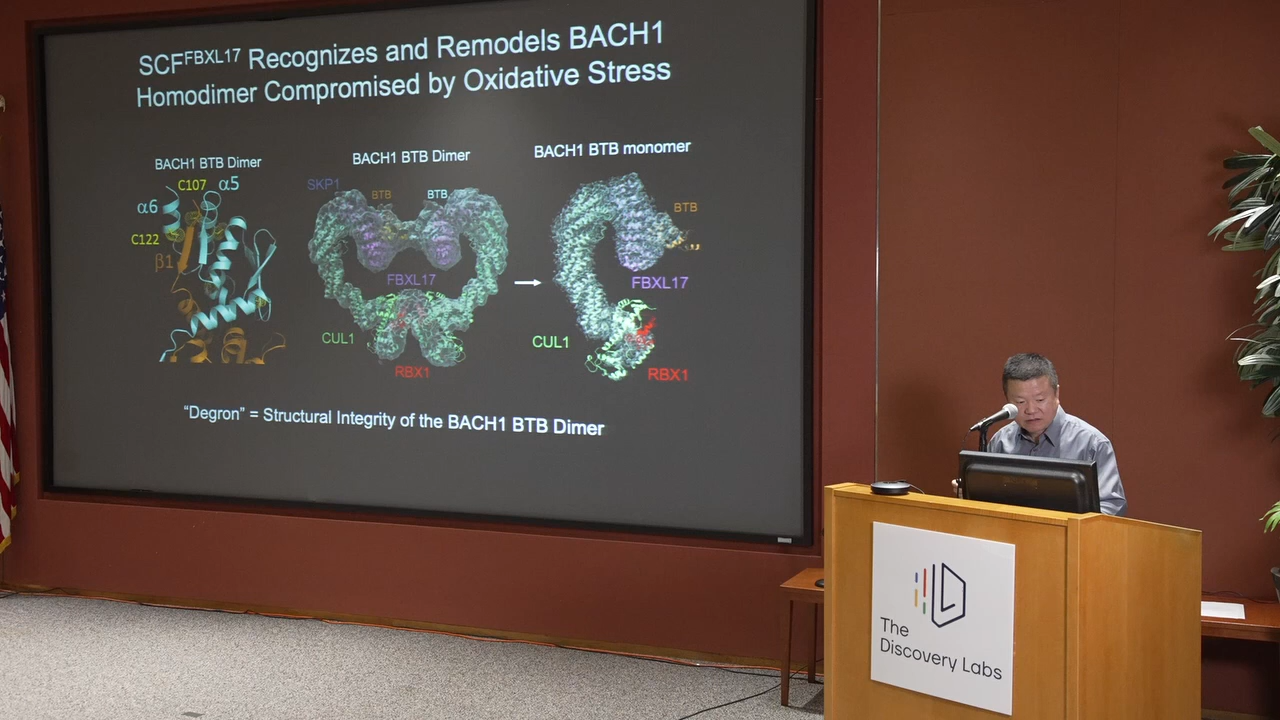 SCFFBXL17 Recognizes and Remodels BACH1
Homodimer Compromised by Oxidative Stress
BACH1 BTB Dimer
C107
α5
α6
C122
β1
BACH1 BTB Dimer
SKP1
BTB
BTB
FBXL17
CUL1
RBX1
BACH1 BTB monomer
BTB
FBXL17
CUL1
RBX1
“Degron” = Structural Integrity of the BACH1 BTB Dimer
The
Discovery Labs